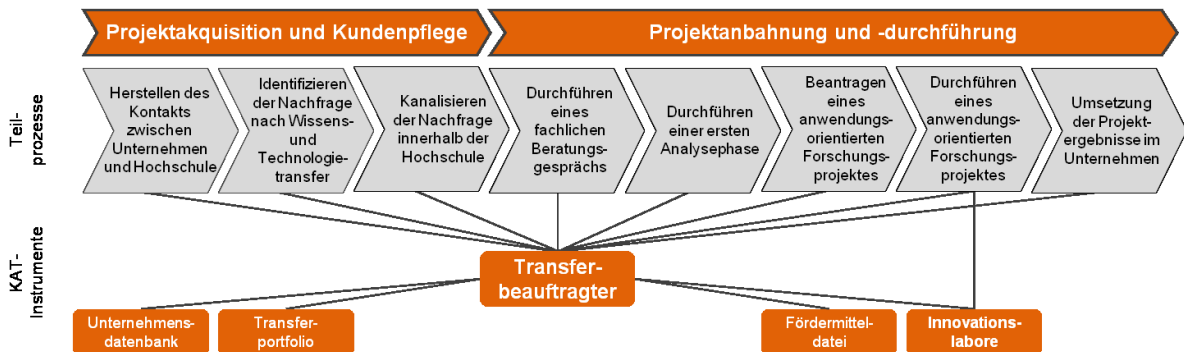 Projektakquisition und Kundenpflege
Projektanbahnung und -durchführung
Teil-
prozesse
Herstellen des
Kontakts
zwischen
Unternehmen
und Hochschule
Identifizieren
der Nachfrage
nach Wissens-
und
Technologie-
transfer
Kanalisieren
der Nachfrage
innerhalb der
Hochschule
Durchführen
eines
fachlichen
Beratungs-
gesprächs
Durchführen
einer ersten
Analysephase
Beantragen
eines
anwendungs-
orientierten
Forschungs-
projektes
Durchführen
eines
anwendungs-
orientierten
Forschungs-
projektes
Umsetzung
der Projekt-
ergebnisse im
Unternehmen
KAT-
Instrumente
Transfer-
beauftragter
Unternehmens-
datenbank
Transfer-
portfolio
Fördermittel-
datei
Innovations-
labore